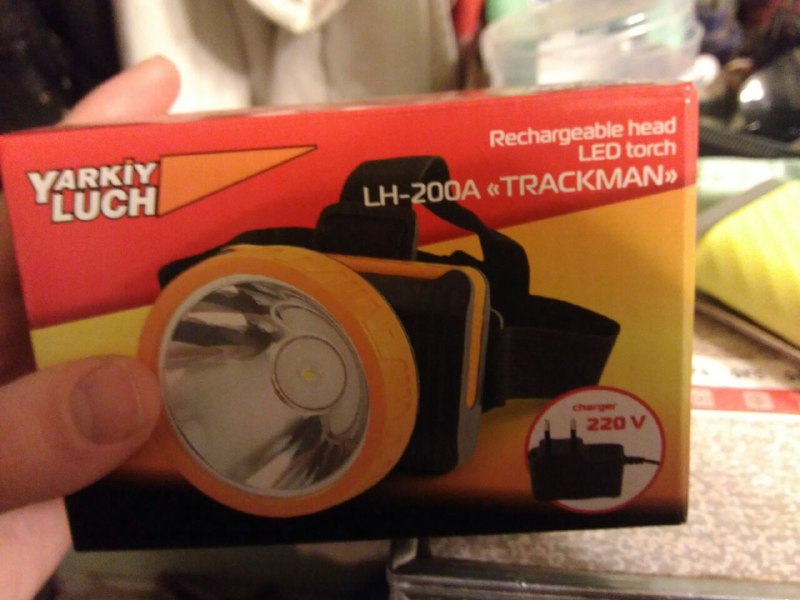 YARKiY
LUCH
Rechargeable head
LED torch
LH-200A «TRACKMAN»
charger
220 V